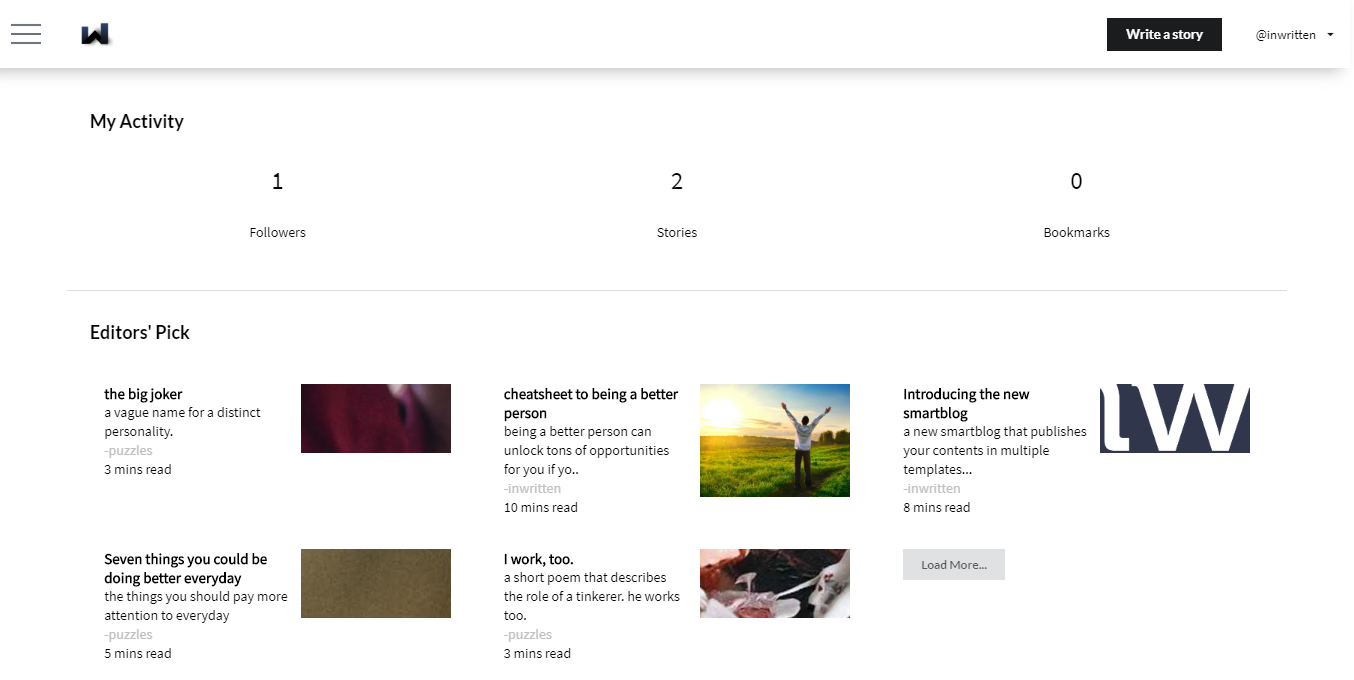 W
Write a story
@inwritten
My Activity
1
2
0
Followers
Stories
Bookmarks
Editors' Pick
the big joker
a vague name for a distinct
personality.
-puzzles
3 mins read
cheatsheet to being a better
person
being a better person can
unlock tons of opportunities
for you if yo..
-inwritten
10 mins read
Introducing the new
smartblog
a new smartblog that publishes
your contents in multiple
templates...
-inwritten
8 mins read
W
Seven things you could be
doing better everyday
the things you should pay more
attention to everyday
-puzzles
5 mins read
I work, too.
a short poem that describes
the role of a tinkerer. he works
too.
-puzzles
3 mins read
Load More...